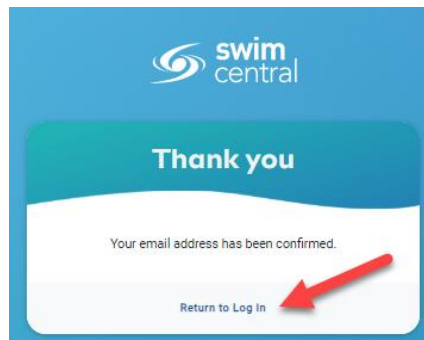 swim
central
Thank you
Your email address has been confirmed.
Return to Log In